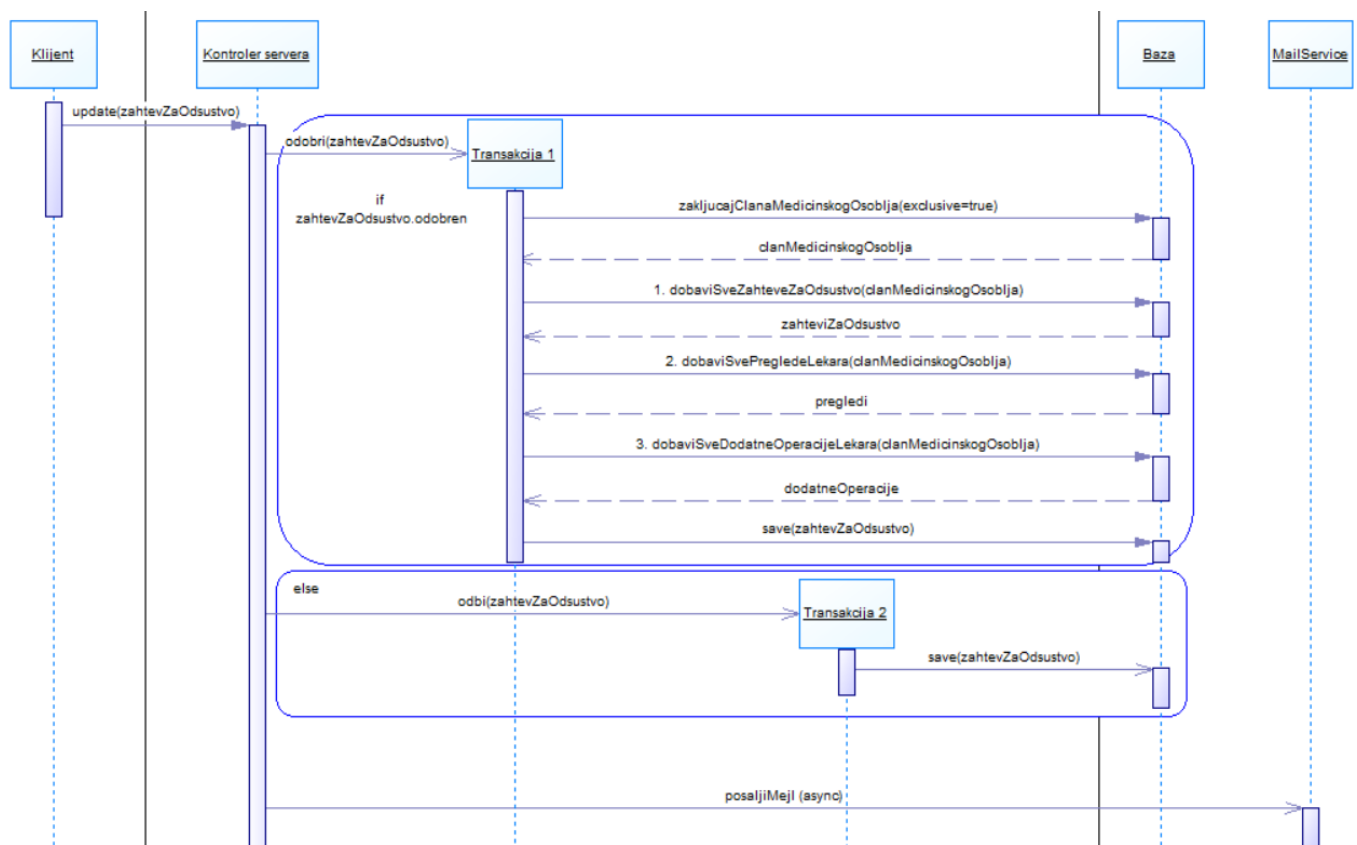 Klijent
Kontroler servera
Baza
MailService
update(zahtevZaOdsustvo)
odobri(zahtevZaOdsustvo)
Transakcija 1
if
zahtevZaOdsustvo.odobren
zakljucajClanaMedicinskogOsoblja(exclusive=true)
clanMedicinskogOsoblja
1. dobaviSveZahteveZaOdsustvo(clanMedicinskogOsoblja)
zahteviZaOdsustvo
2. dobaviSvePregledeLekara(clanMedicinskogOsoblja)
pregledi
3. dobaviSveDodatneOperacijeLekara(clanMedicinskogOsoblja)
dodatneOperacije
save(zahtevZaOdsustvo)
else
odbi(zahtevZaOdsustvo)
Transakcija 2
save(zahtevZaOdsustvo)
posaljiMejl (async)